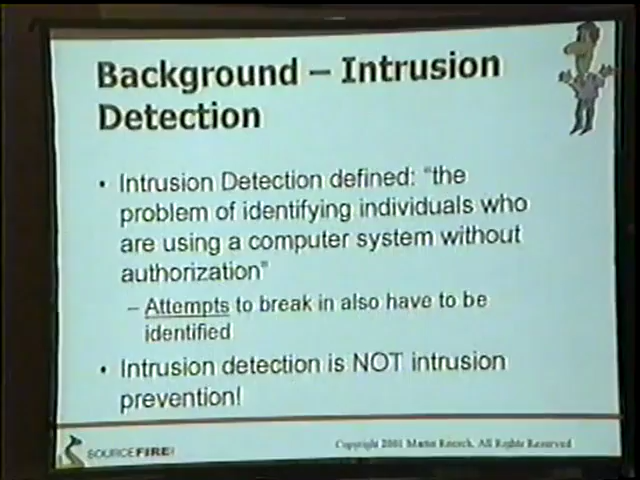 Background – Intrusion
Detection
• Intrusion Detection defined: "the
problem of identifying individuals who
are using a computer system without
authorization"
– Attempts to break in also have to be
identified
• Intrusion detection is NOT intrusion
prevention!
SOURCEFIRE
Copyright 2001 Martin Roesch, All Rights Reserved